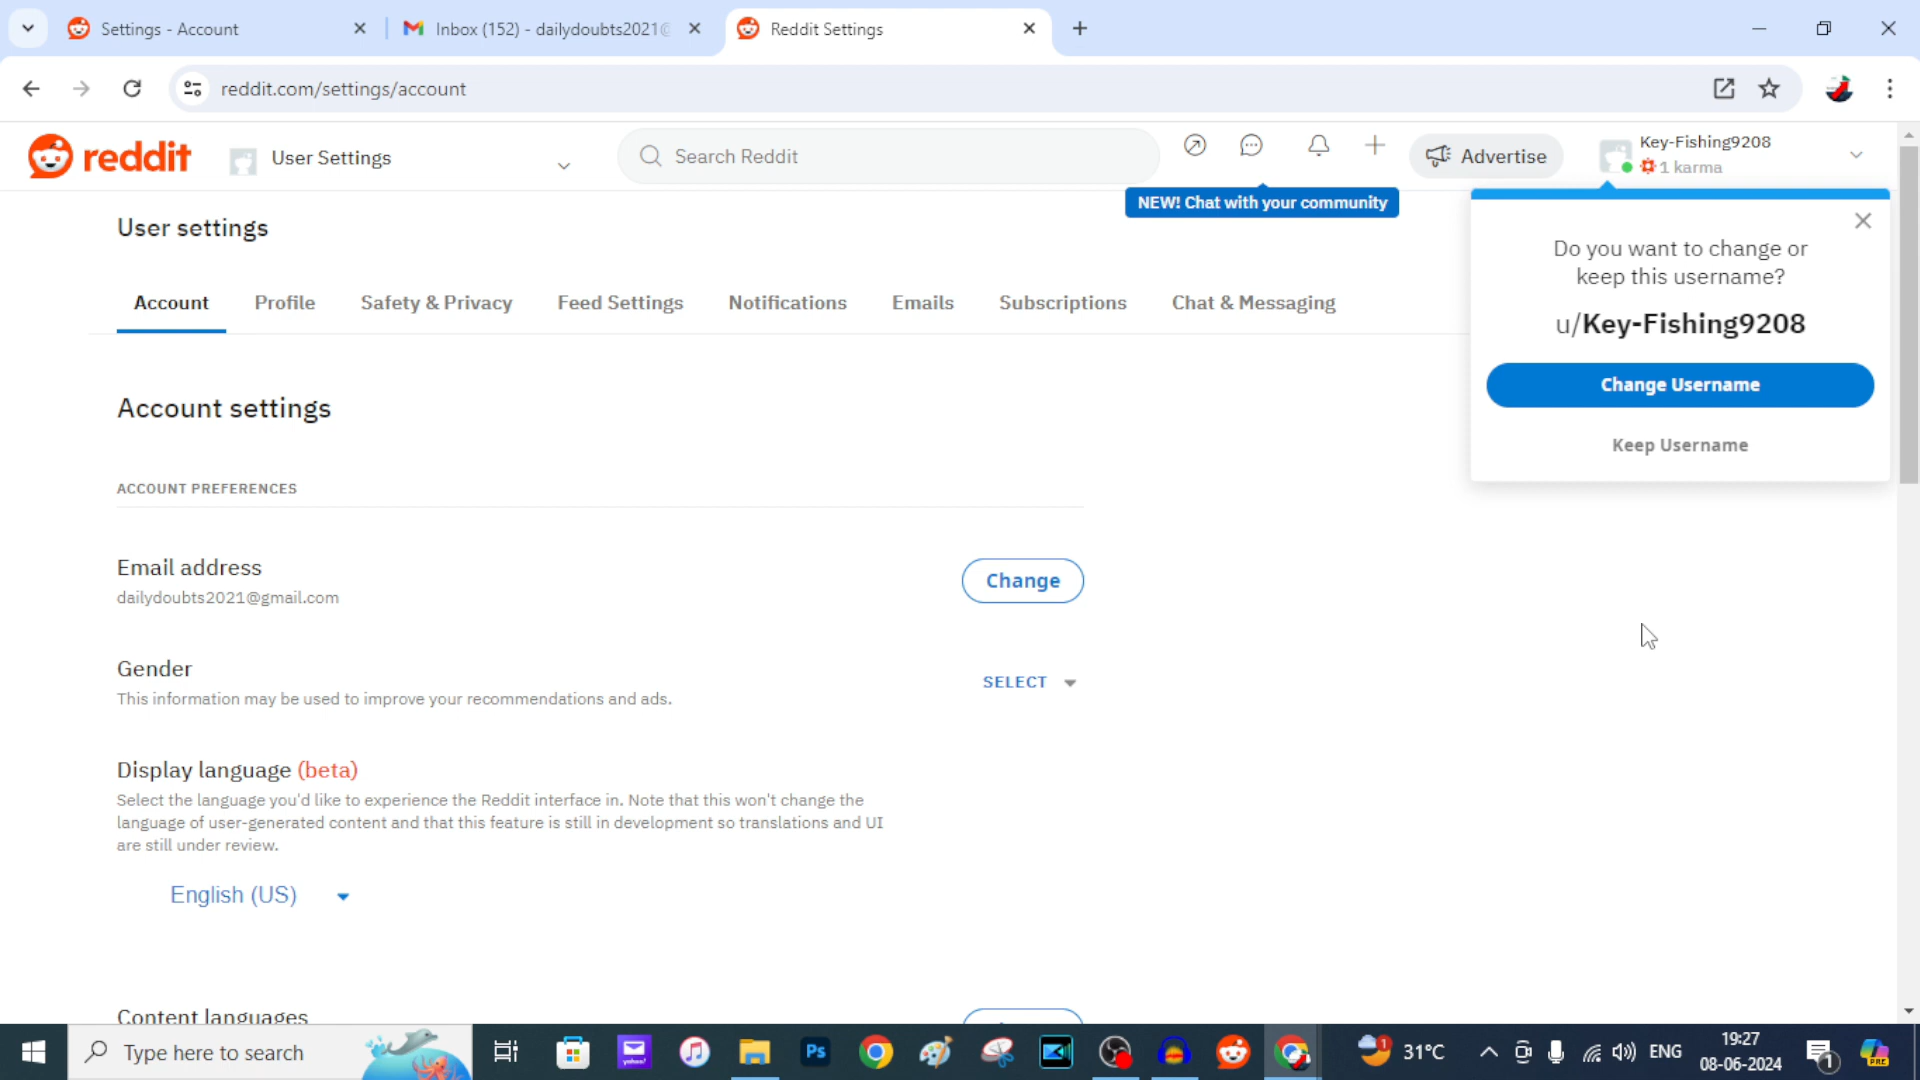 Settings - Account
Inbox (152) - dailydoubts2021@
Reddit Settings
reddit.com/settings/account
reddit
User Settings
Search Reddit
Advertise
Key-Fishing9208
1 karma
NEW! Chat with your community
User settings
Account
Profile
Safety & Privacy
Feed Settings
Notifications
Emails
Subscriptions
Chat & Messaging
Do you want to change or
keep this username?
u/Key-Fishing9208
Change Username
Keep Username
Account settings
ACCOUNT PREFERENCES
Email address
dailydoubts2021@gmail.com
Change
Gender
This information may be used to improve your recommendations and ads.
SELECT
Display language (beta)
Select the language you'd like to experience the Reddit interface in. Note that this won't change the
language of user-generated content and that this feature is still in development so translations and UI
are still under review.
English (US)
Content languages
Type here to search
yahoo!
Ps
1
31°C
ENG
19:27
08-06-2024
1
PRE